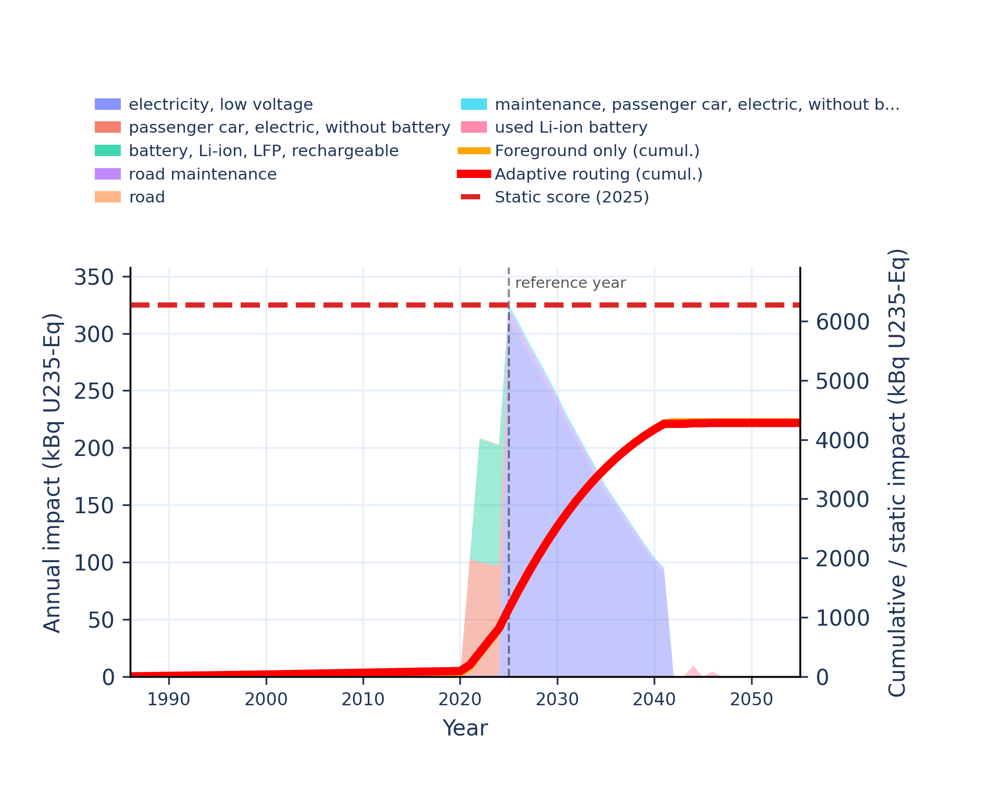 electricity, low voltage
passenger car, electric, without battery
battery, Li-ion, LFP, rechargeable
road maintenance
road
maintenance, passenger car, electric, without b...
used Li-ion battery
Foreground only (cumul.)
Adaptive routing (cumul.)
Static score (2025)
reference year
Annual impact (kBq U235-Eq)
350
300
250
200
150
100
50
0
Cumulative / static impact (kBq U235-Eq)
6000
5000
4000
3000
2000
1000
0
1990
2000
2010
2020
2030
2040
2050
Year